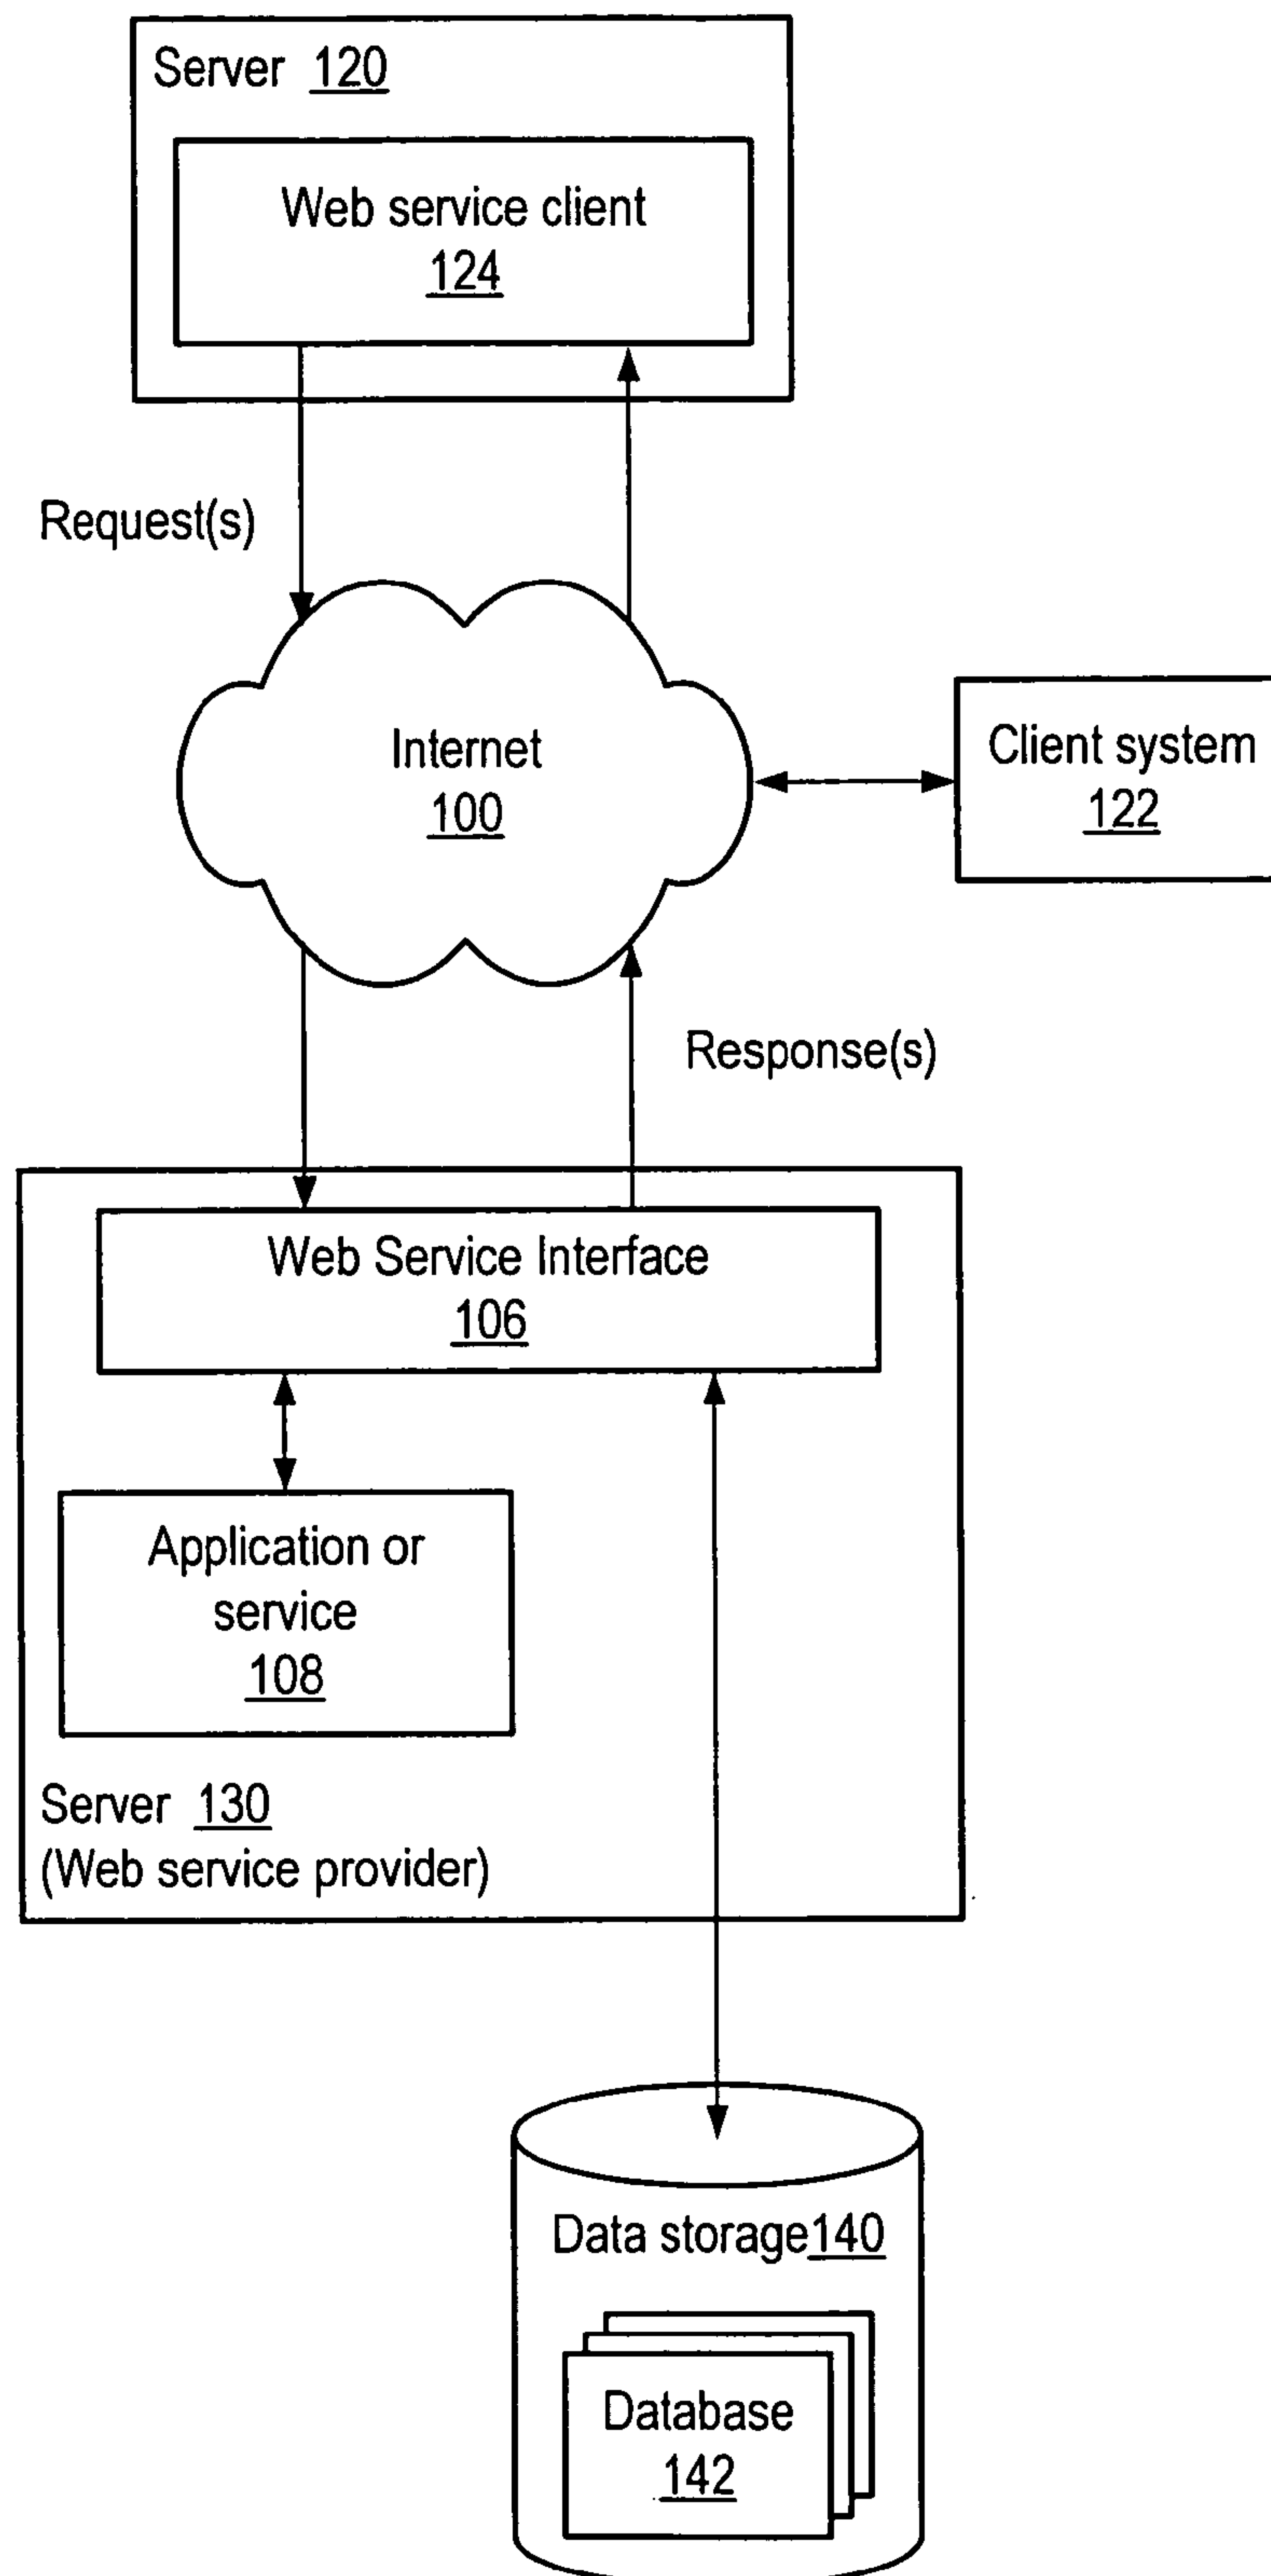 Server 120
Web service client
124
Request(s)
Internet
100
Client system
122
Response(s)
Web Service Interface
106
Application or
service
108
Server 130
(Web service provider)
Data storage140
Database
142